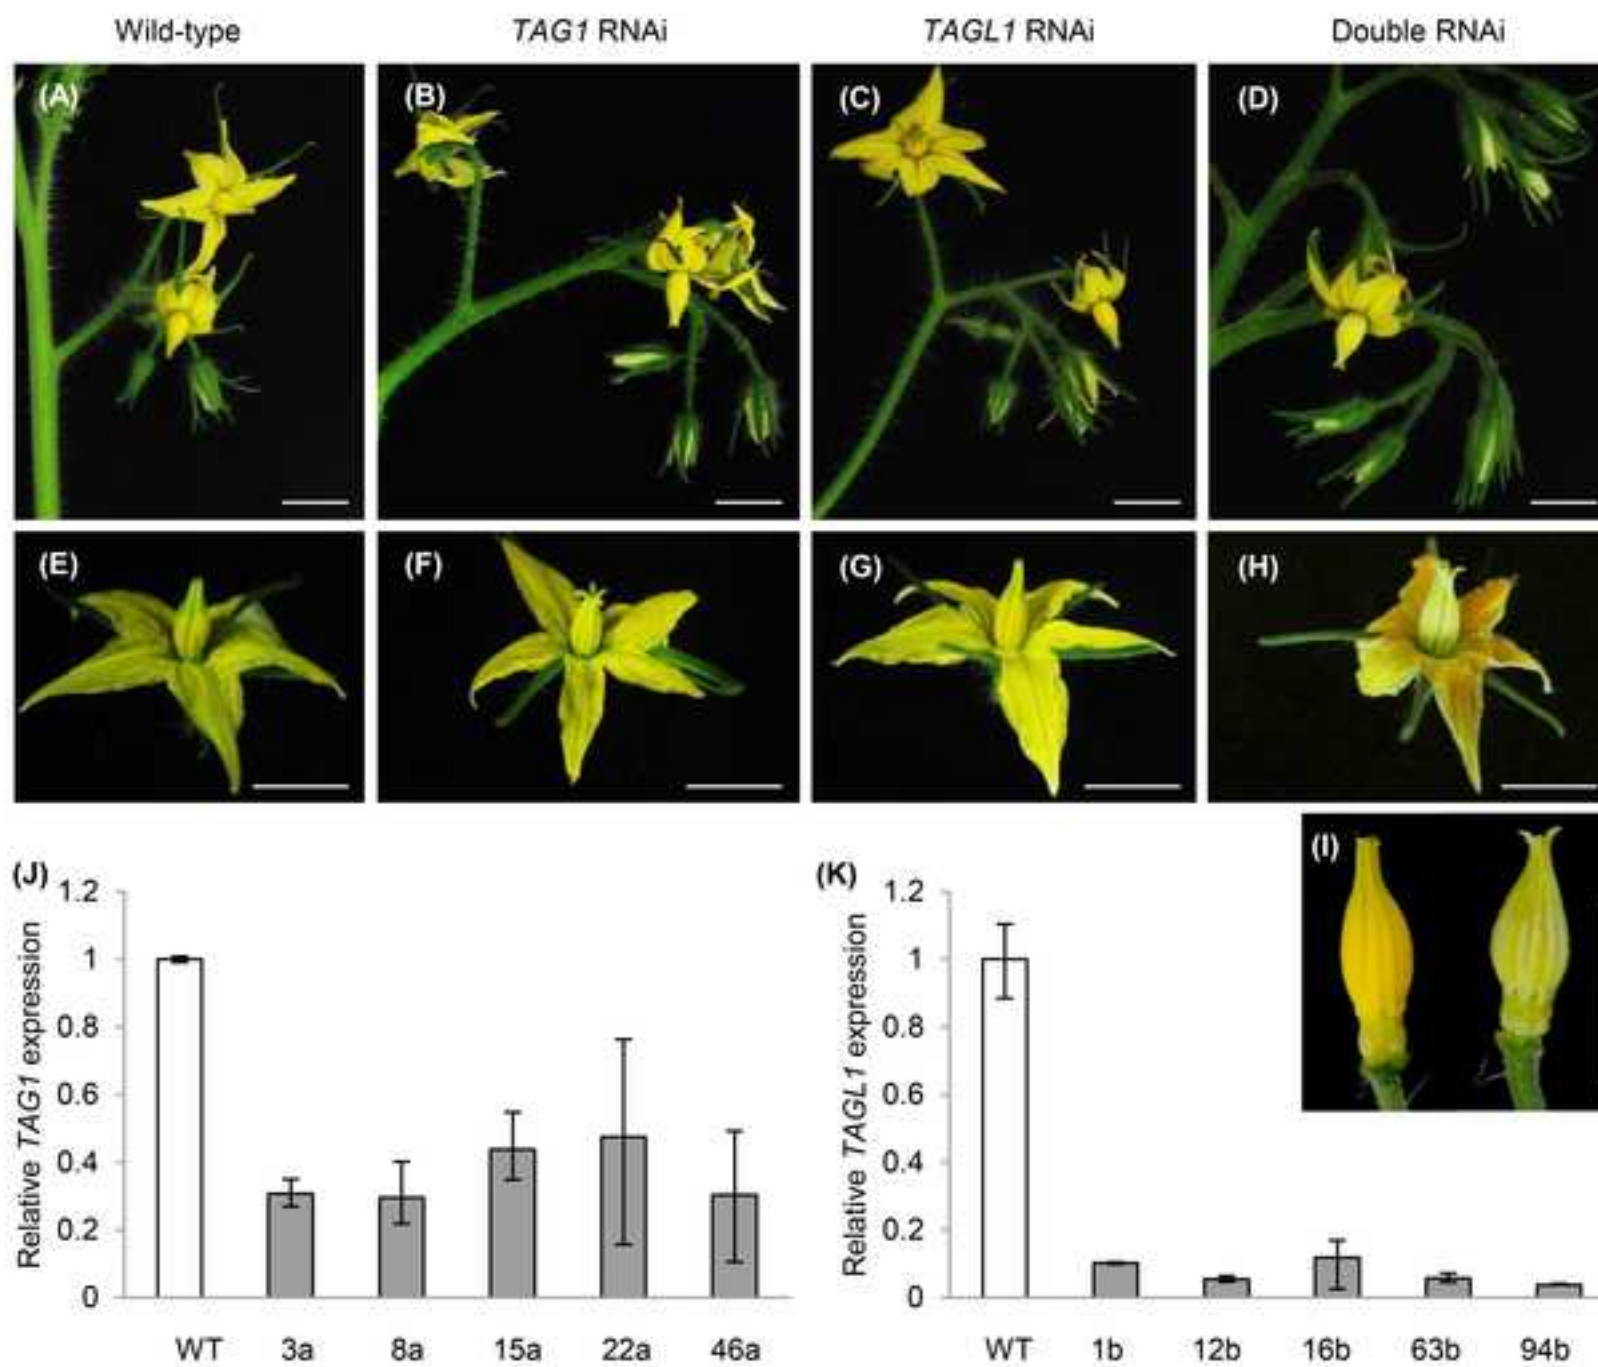 Wild-type TAG1 RNAi TAGL1 RNAi Double RNAi
(A) (B) (C) (D)
(E) (F) (G) (H)
(I)
(J)
Relative TAG1 expression
1.2
1
0.8
0.6
0.4
0.2
0
WT 3a 8a 15a 22a 46a
(K)
Relative TAGL1 expression
1.2
1
0.8
0.6
0.4
0.2
0
WT 1b 12b 16b 63b 94b